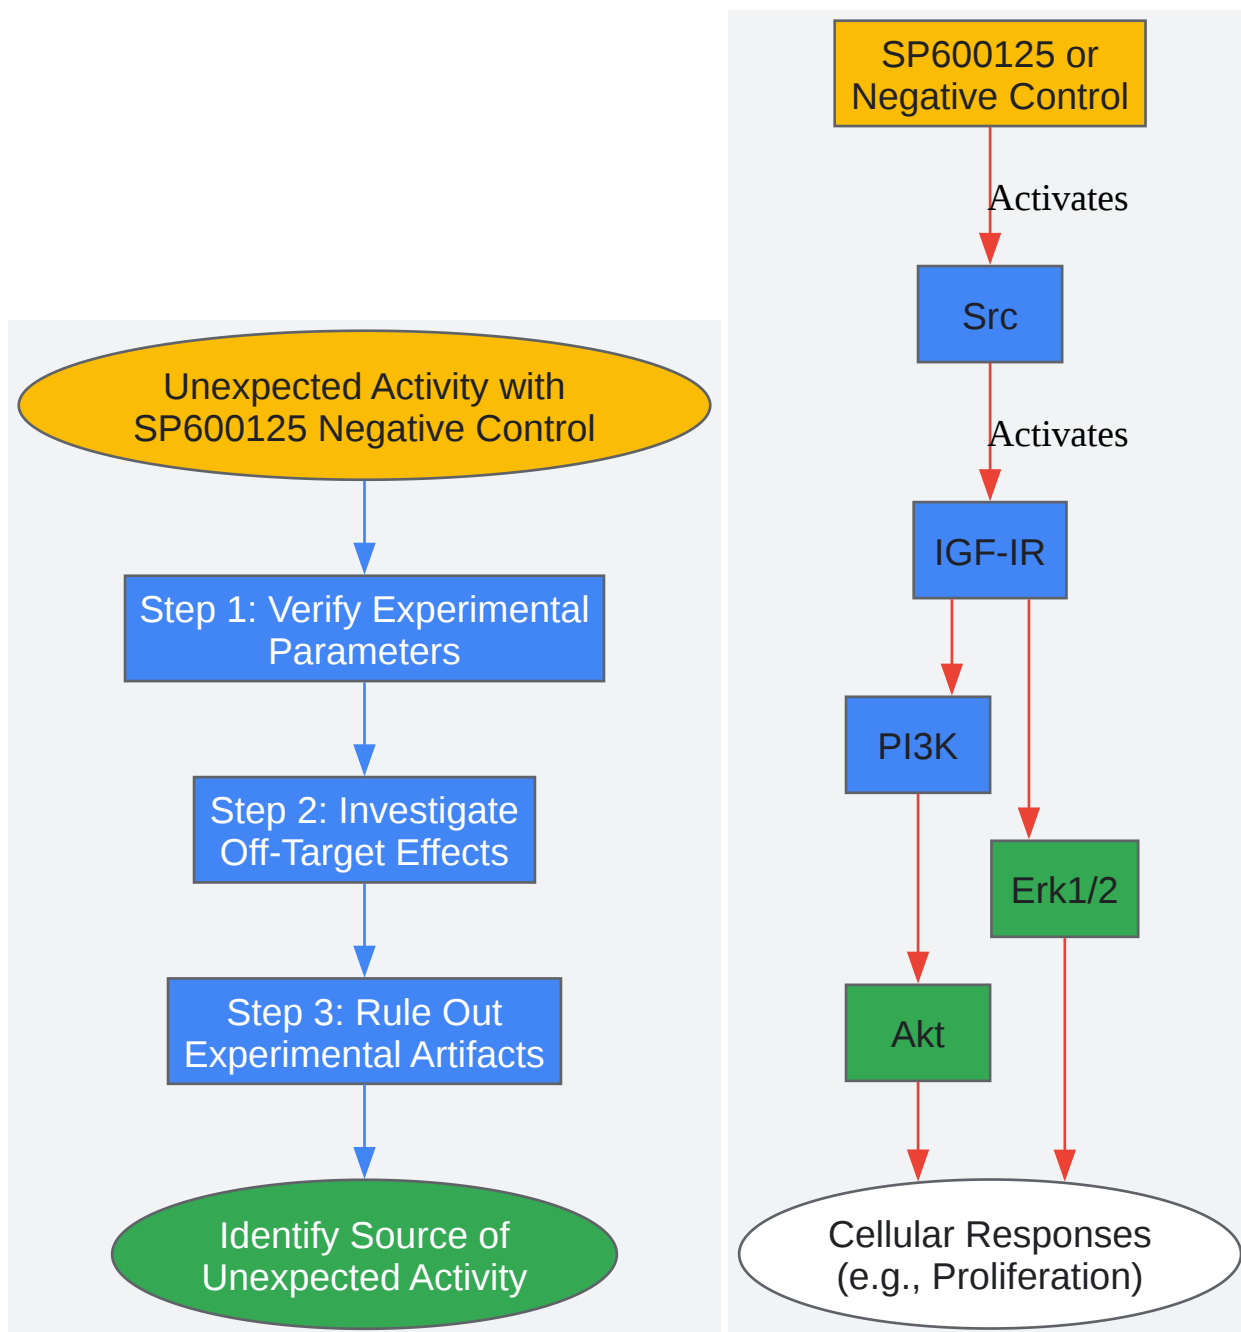 Unexpected Activity with
SP600125 Negative Control
Step 1: Verify Experimental
Parameters
Step 2: Investigate
Off-Target Effects
Step 3: Rule Out
Experimental Artifacts
Identify Source of
Unexpected Activity
SP600125 or
Negative Control
Activates
Src
Activates
IGF-IR
PI3K
Erk1/2
Akt
Cellular Responses
(e.g., Proliferation)